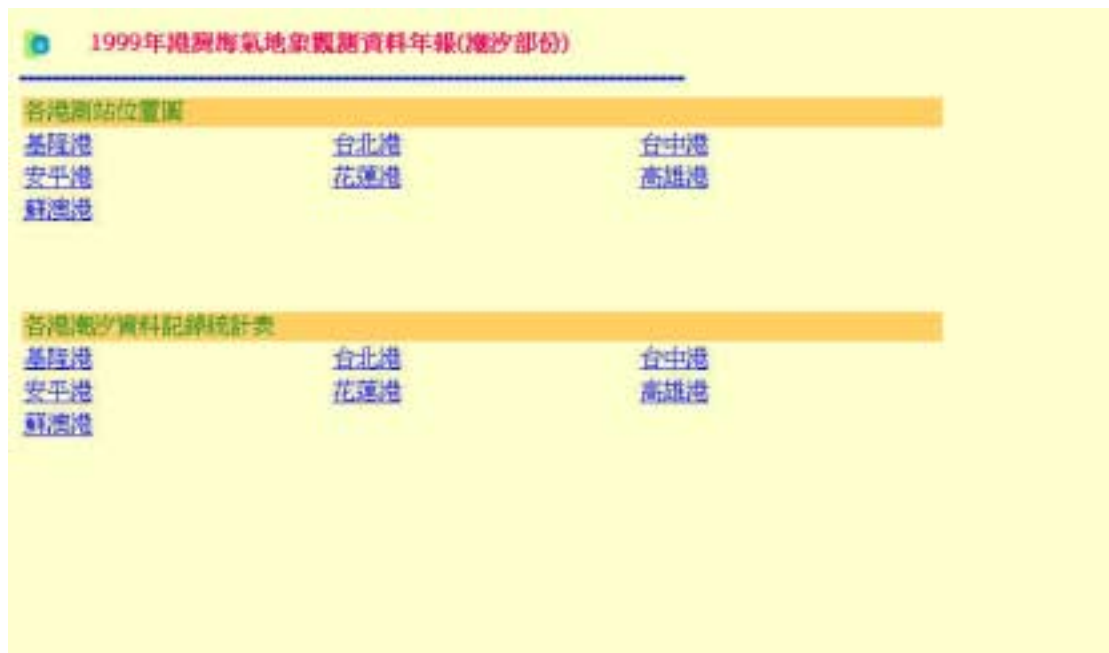 1999年港灣海氣地象觀測資料年報(潮汐部份)
各港測站位置圖
基隆港 台北港 台中港
安平港 花蓮港 高雄港
蘇澳港
各港潮汐資料記錄統計表
基隆港 台北港 台中港
安平港 花蓮港 高雄港
蘇澳港